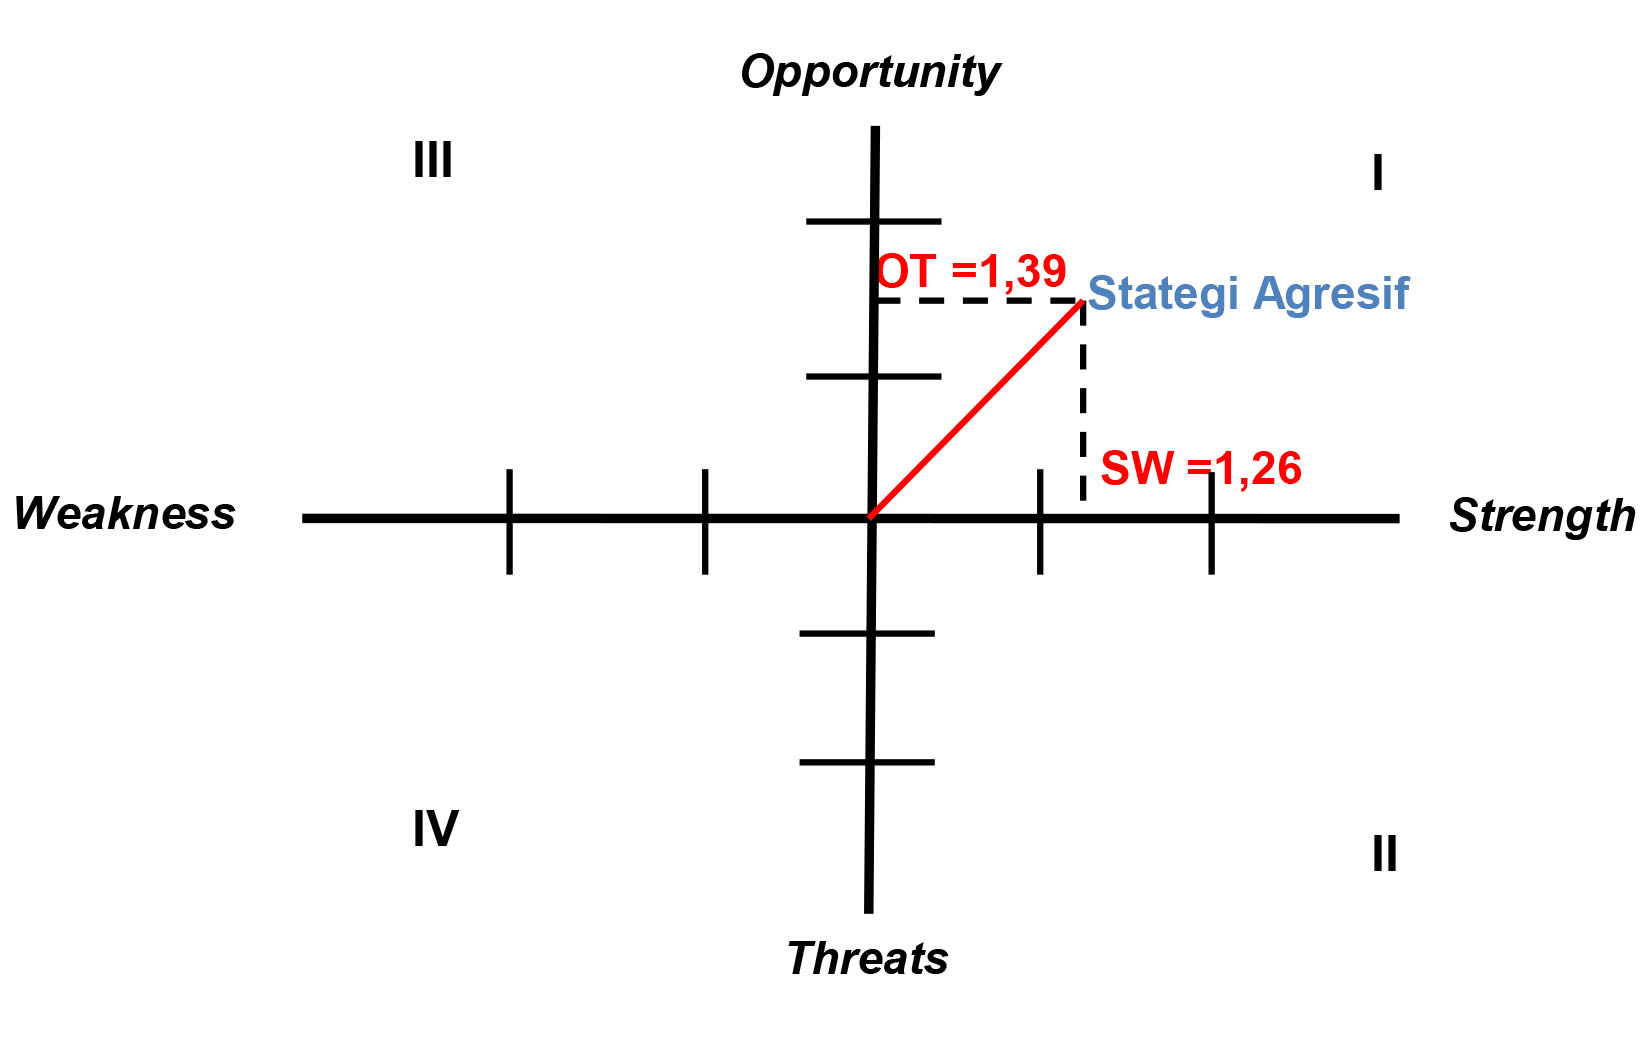 Opportunity
III
I
OT =1,39
Stategi Agresif
SW =1,26
Weakness
Strength
IV
II
Threats